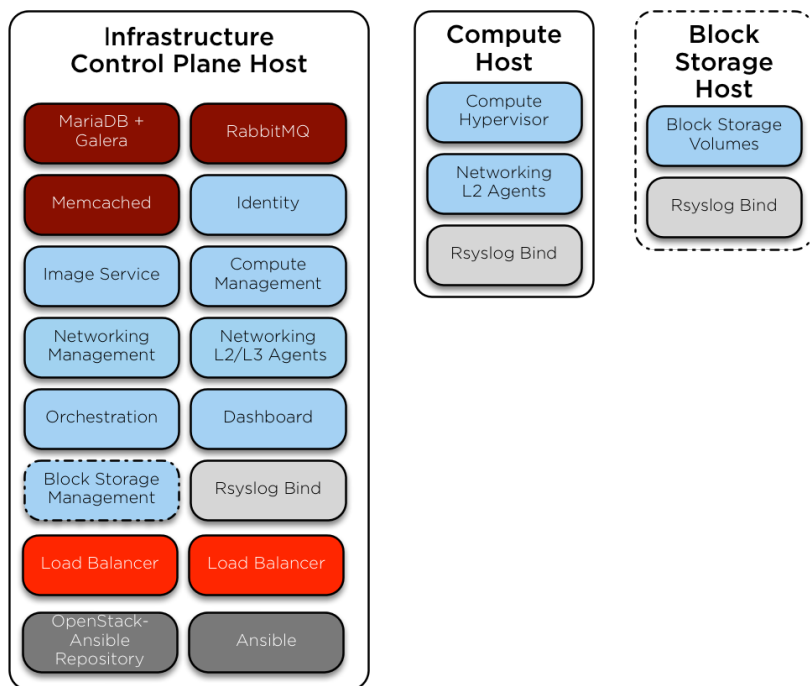 Infrastructure
Control Plane Host
MariaDB +
Galera
RabbitMQ
Memcached
Identity
Image Service
Compute
Management
Networking
Management
Networking
L2/L3 Agents
Orchestration
Dashboard
Block Storage
Management
Rsyslog Bind
Load Balancer
Load Balancer
OpenStack-
Ansible
Repository
Ansible
Compute
Host
Compute
Hypervisor
Networking
L2 Agents
Rsyslog Bind
Block
Storage
Host
Block Storage
Volumes
Rsyslog Bind